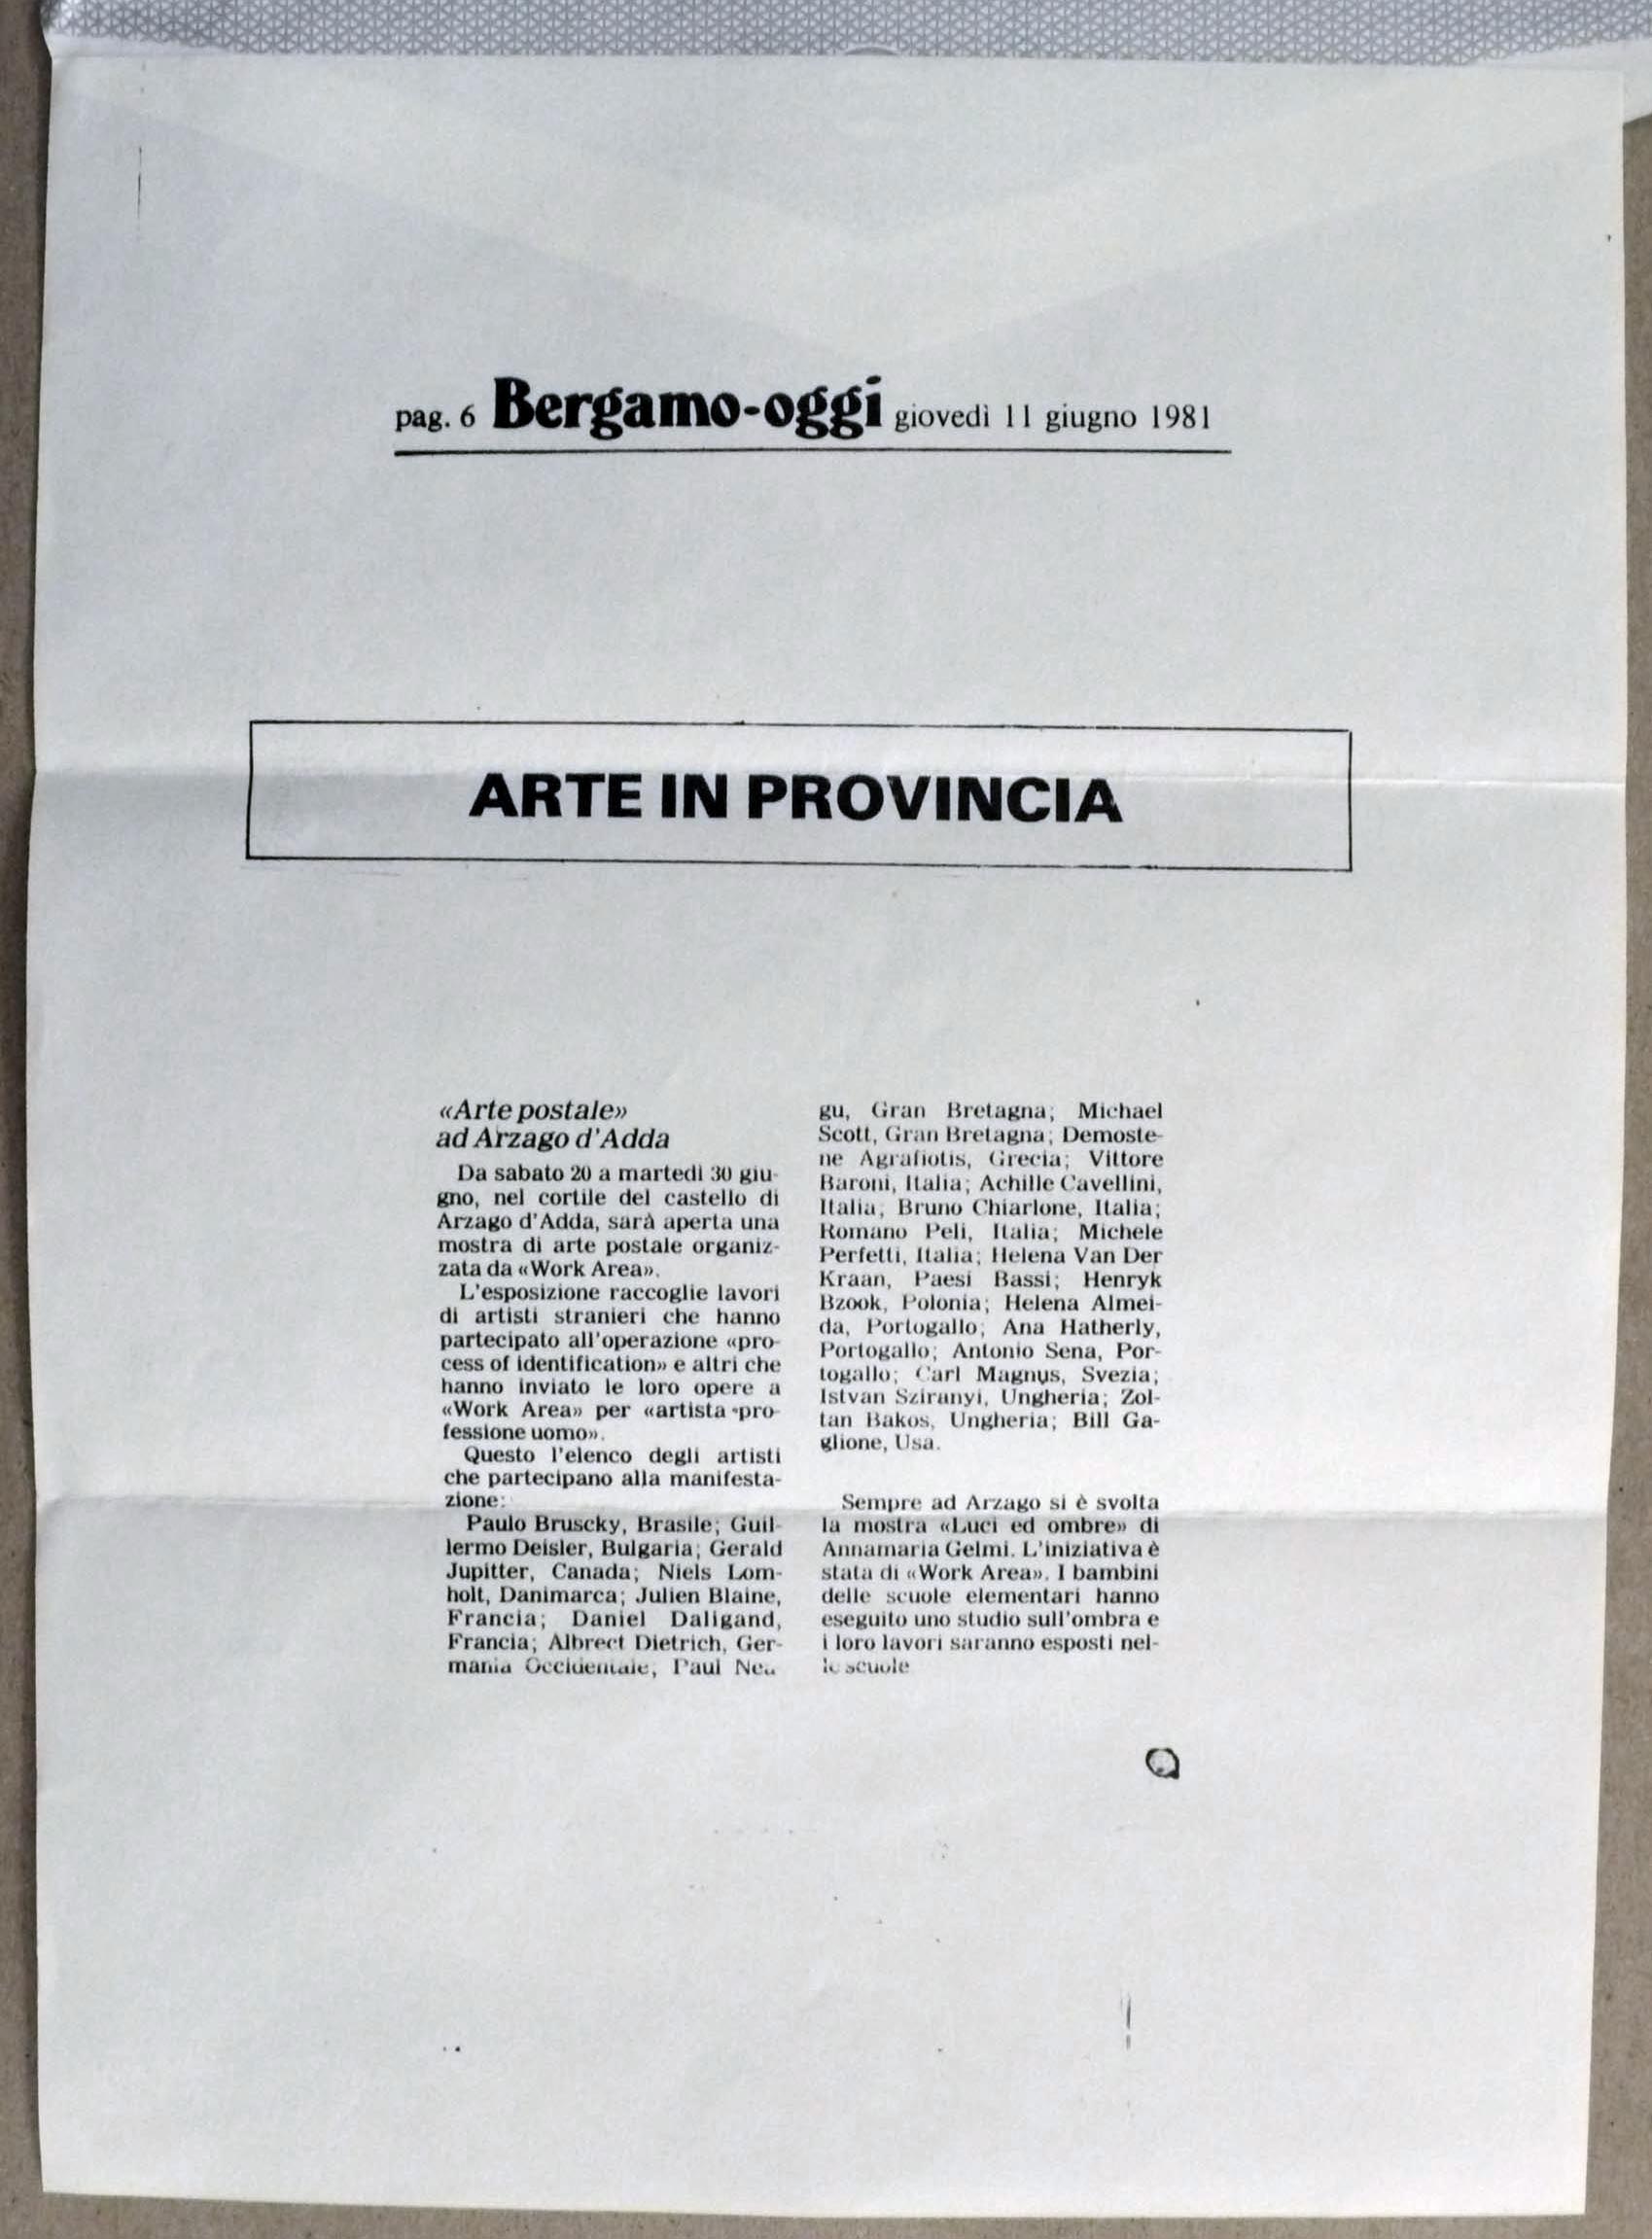 pag. 6 Bergamo-oggi giovedì 11 giugno 1981
ARTE IN PROVINCIA
«Arte postale»
ad Arzago d'Adda
Da sabato 20 a martedì 30 giu-
gno, nel cortile del castello di
Arzago d'Adda, sarà aperta una
mostra di arte postale organiz-
zata da «Work Area».
L'esposizione raccoglie lavori
di artisti stranieri che hanno
partecipato all'operazione «pro-
cess of identification» e altri che
hanno inviato le loro opere a
«Work Area» per «artista-pro-
fessione uomo».
Questo l'elenco degli artisti
che partecipano alla manifesta-
zione:
Paulo Bruscky, Brasile; Guil-
lermo Deisler, Bulgaria; Gerald
Jupitter, Canada; Niels Lom-
holt, Danimarca; Julien Blaine,
Francia; Daniel Daligand,
Francia; Albrect Dietrich, Ger-
mania Occidentale, Paul
gu, Gran Bretagna; Michael
Scott, Gran Bretagna; Demoste-
ne Agrafiotis, Grecia; Vittore
Baroni, Italia; Achille Cavellini,
Italia; Bruno Chiarlone, Italia;
Romano Peli, Italia; Michele
Perfetti, Italia; Helena Van Der
Kraan, Paesi Bassi; Henryk
Bzook, Polonia; Helena Almei-
da, Portogallo; Ana Hatherly,
Portogallo; Antonio Sena, Por-
togallo; Carl Magnus, Svezia;
Istvan Sziranyi, Ungheria; Zol-
tan Bakos, Ungheria; Bill Ga-
glione, Usa.
Sempre ad Arzago si è svolta
la mostra «Luci ed ombre» di
Annamaria Gelmi. L'iniziativa è
stata di «Work Area». I bambini
delle scuole elementari hanno
eseguito uno studio sull'ombra e
i loro lavori saranno esposti nel-
le scuole